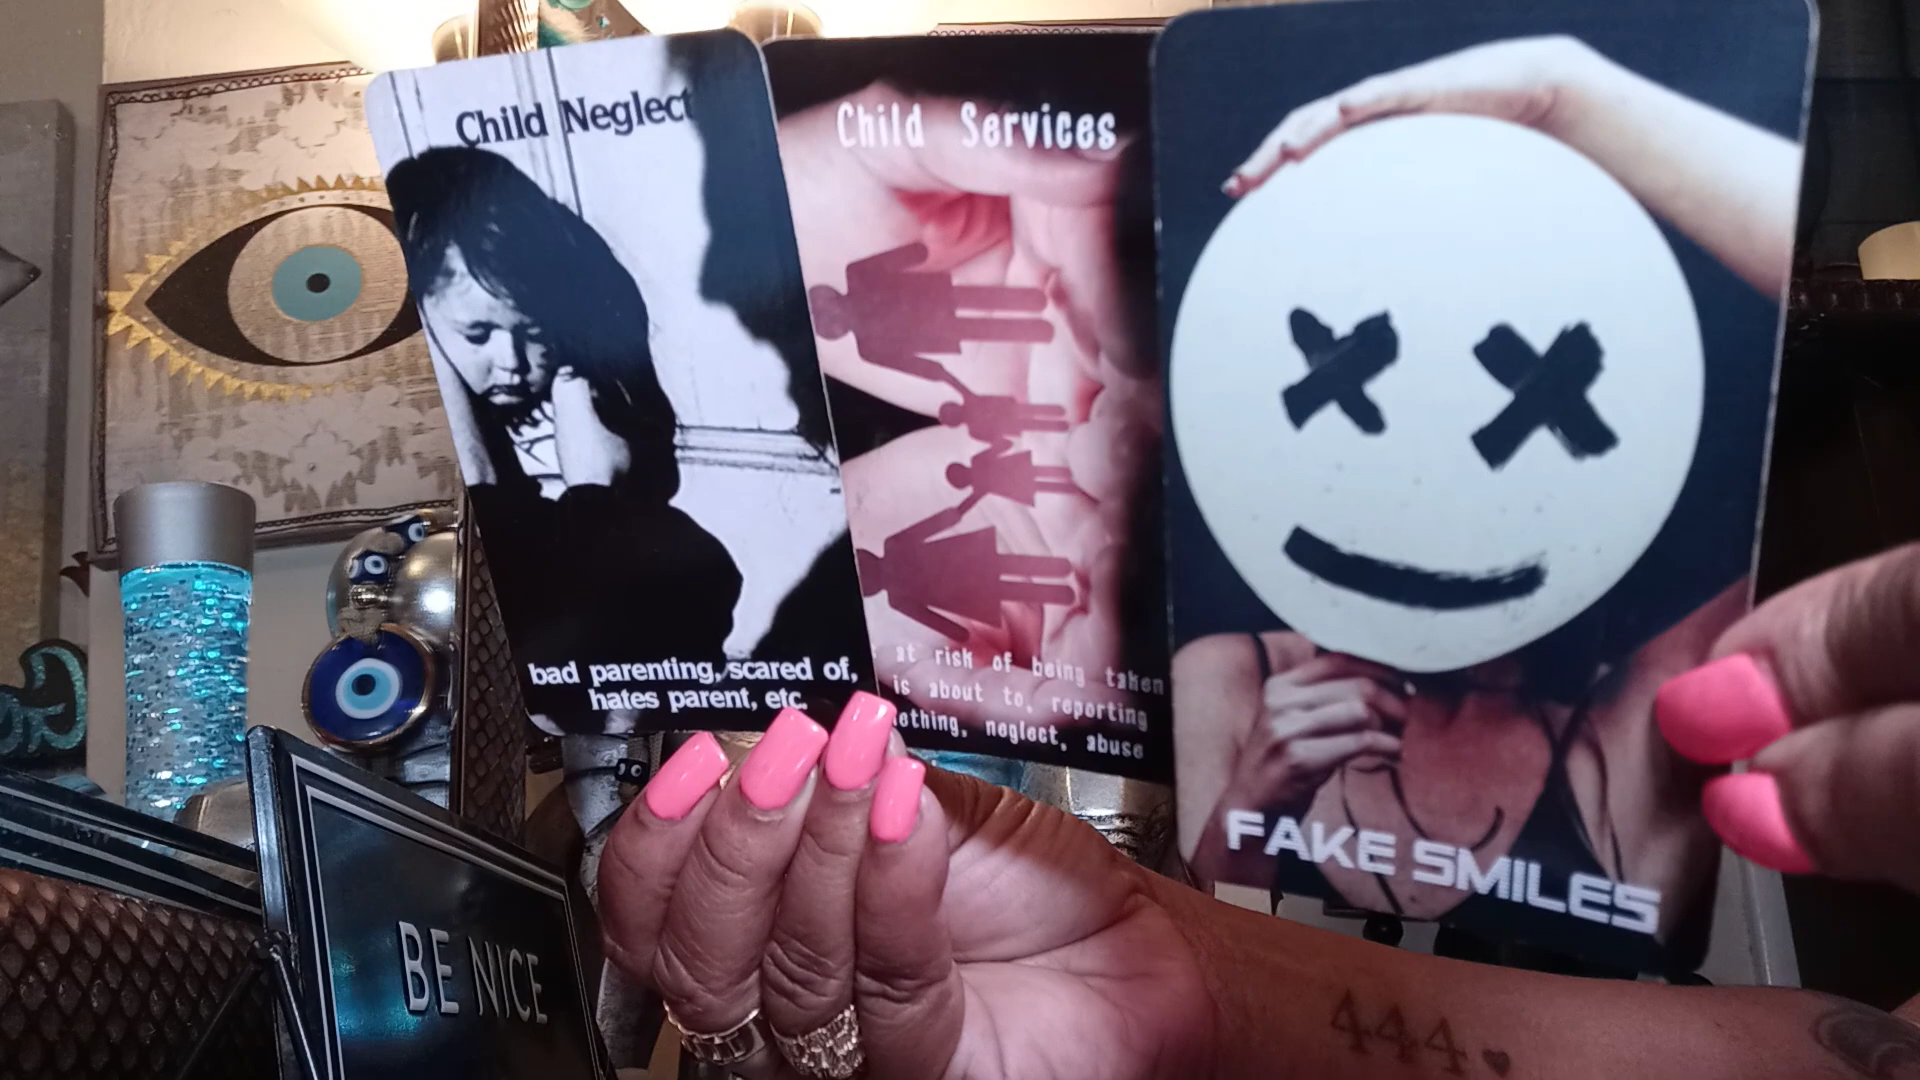 Child Neglect
bad parenting, scared of,
hates parent, etc.
Child Services
at risk of being taken
is about to, reporting
neglect, abuse
FAKE SMILES
BE NICE
444